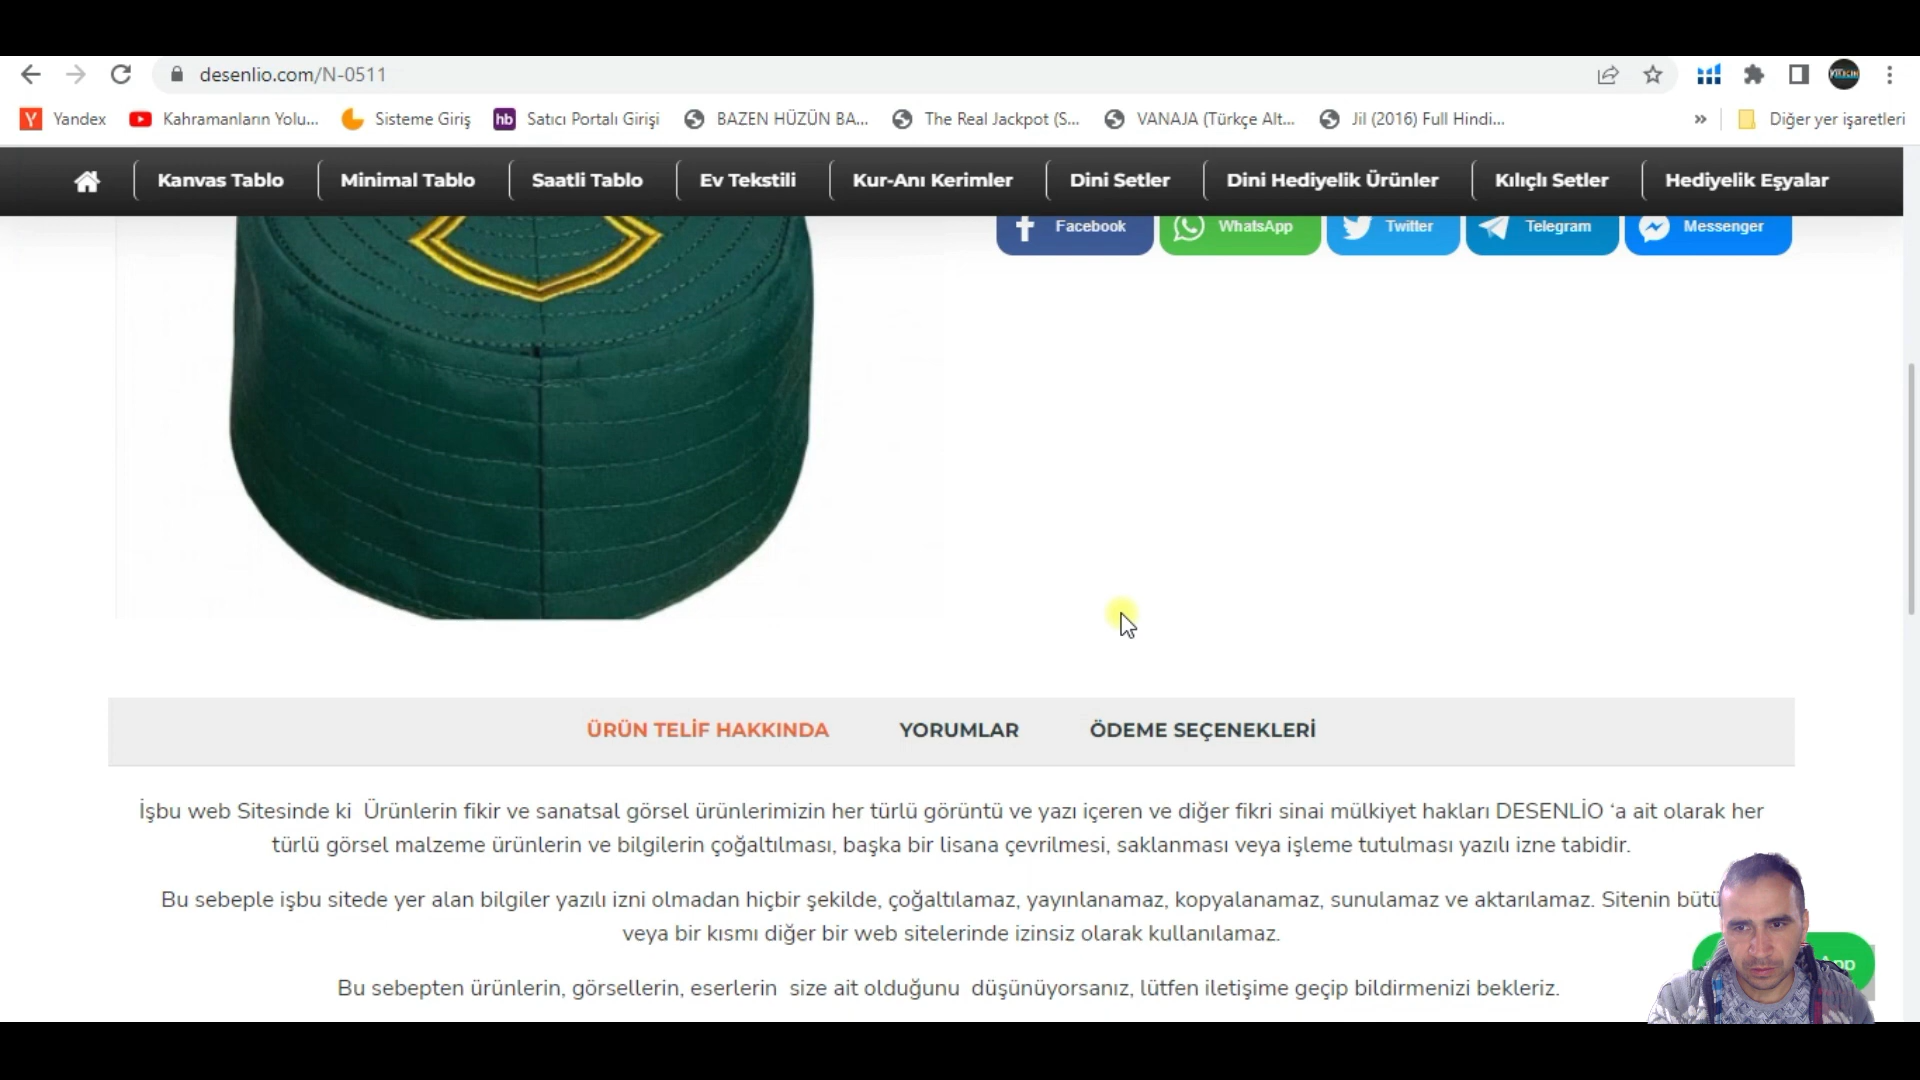 desenlio.com/N-0511
Yandex Kahramanların Yolu... Sisteme Giriş hb Satıcı Portalı Girişi BAZEN HÜZÜN BA... The Real Jackpot (S... VANAJA (Türkçe Alt... Jil (2016) Full Hindi... » Diğer yer işaretleri
Kanvas Tablo Minimal Tablo Saatli Tablo Ev Tekstili Kur-Anı Kerimler Dini Setler Dini Hediyelik Ürünler Kılıçlı Setler Hediyelik Eşyalar
Facebook WhatsApp Twitter Telegram Messenger
ÜRÜN TELİF HAKKINDA YORUMLAR ÖDEME SEÇENEKLERİ
İşbu web Sitesinde ki Ürünlerin fikir ve sanatsal görsel ürünlerimizin her türlü görüntü ve yazı içeren ve diğer fikri sinai mülkiyet hakları DESENLİO ‘a ait olarak her
türlü görsel malzeme ürünlerin ve bilgilerin çoğaltılması, başka bir lisana çevrilmesi, saklanması veya işleme tutulması yazılı izne tabidir.
Bu sebeple işbu sitede yer alan bilgiler yazılı izni olmadan hiçbir şekilde, çoğaltılamaz, yayınlanamaz, kopyalanamaz, sunulamaz ve aktarılamaz. Sitenin bütü
veya bir kısmı diğer bir web sitelerinde izinsiz olarak kullanılamaz.
Bu sebepten ürünlerin, görsellerin, eserlerin size ait olduğunu düşünüyorsanız, lütfen iletişime geçip bildirmenizi bekleriz.